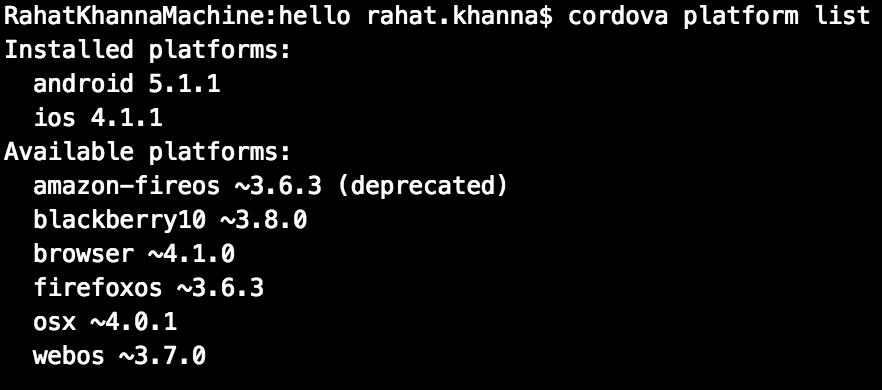 RahatKhannaMachine:hello rahat.khanna$ cordova platform list
Installed platforms:
  android 5.1.1
  ios 4.1.1
Available platforms:
  amazon-fireos ~3.6.3 (deprecated)
  blackberry10 ~3.8.0
  browser ~4.1.0
  firefoxos ~3.6.3
  osx ~4.0.1
  webos ~3.7.0